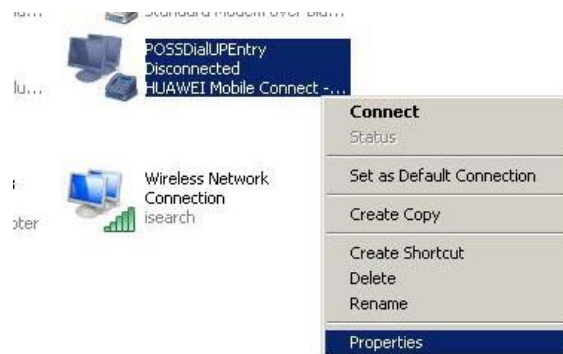 POSSDialUPEntry
Disconnected
HUAWEI Mobile Connect -...
Connect
Status
Set as Default Connection
Create Copy
Create Shortcut
Delete
Rename
Properties
Wireless Network
Connection
isearch